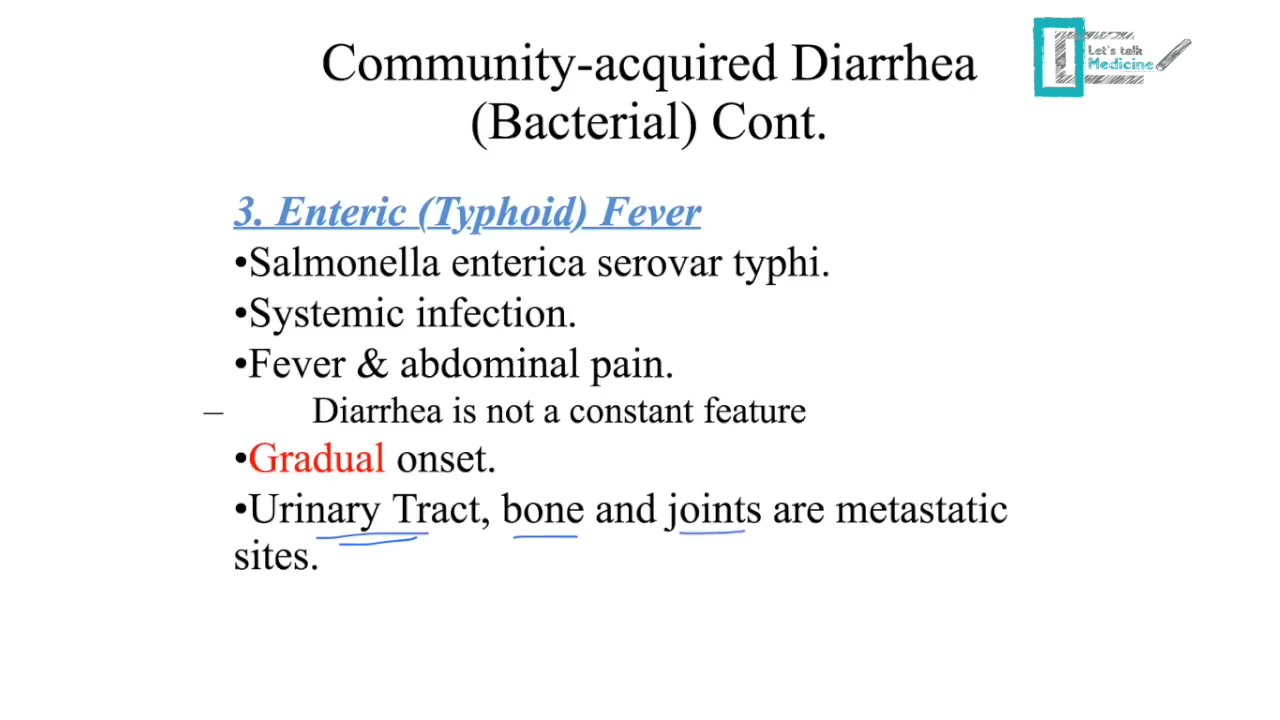 Community-acquired Diarrhea
(Bacterial) Cont.
Let's talk
Medicine
3. Enteric (Typhoid) Fever
•Salmonella enterica serovar typhi.
•Systemic infection.
•Fever & abdominal pain.
– Diarrhea is not a constant feature
•Gradual onset.
•Urinary Tract, bone and joints are metastatic
sites.